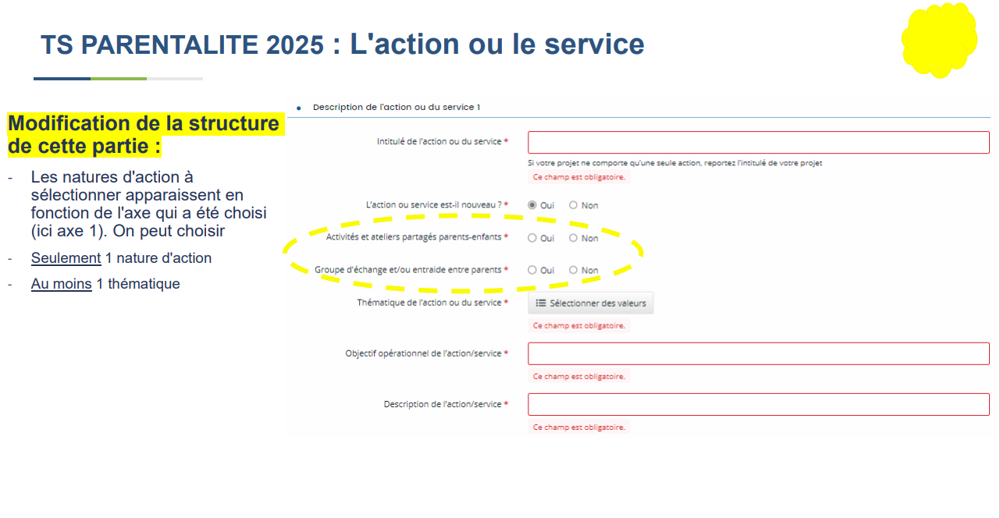 TS PARENTALITE 2025 : L'action ou le service
Modification de la structure
de cette partie :
- Les natures d'action à
sélectionner apparaissent en
fonction de l'axe qui a été choisi
(ici axe 1). On peut choisir
- Seulement 1 nature d'action
- Au moins 1 thématique
• Description de l'action ou du service 1
Intitulé de l'action ou du service *
Si votre projet ne comporte qu'une seule action, reportez l'intitulé de votre projet
Ce champ est obligatoire.
L'action ou service est-il nouveau ? * Oui Non
Activités et ateliers partagés parents-enfants * Oui Non
Groupe d'échange et/ou entraide entre parents * Oui Non
Thématique de l'action ou du service * Sélectionner des valeurs
Ce champ est obligatoire.
Objectif opérationnel de l'action/service *
Ce champ est obligatoire.
Description de l'action/service *
Ce champ est obligatoire.